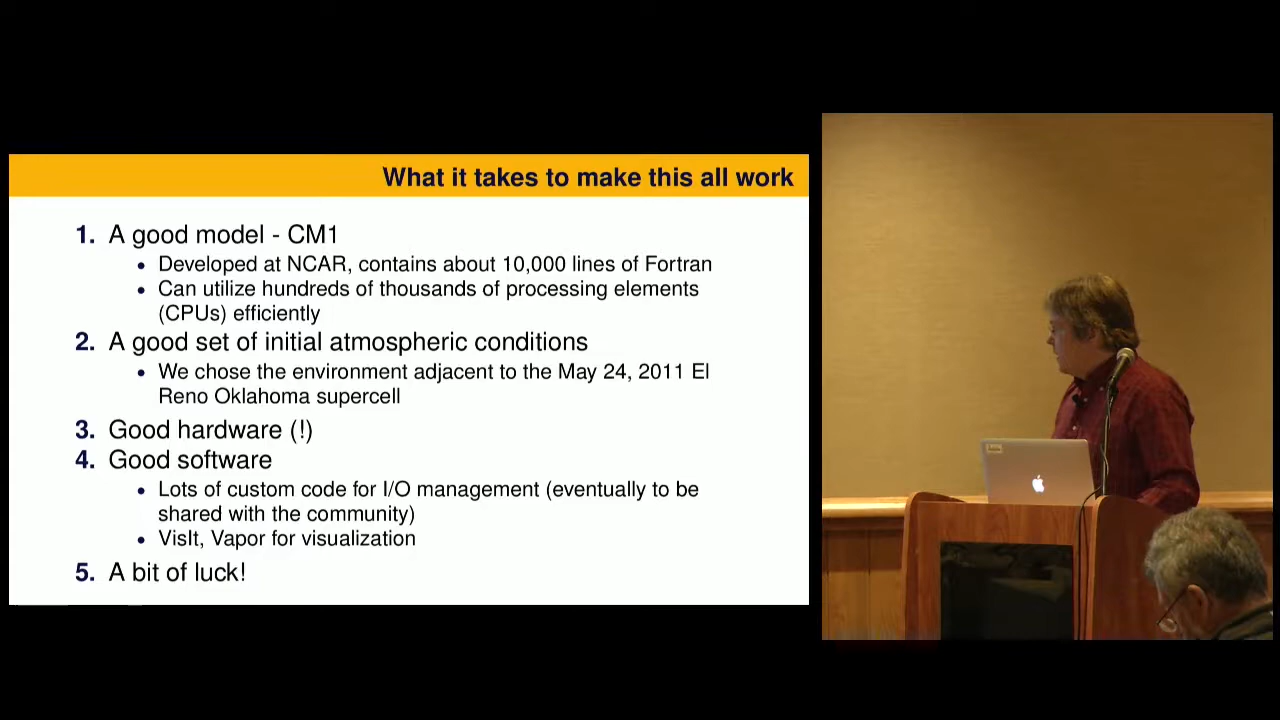 What it takes to make this all work
1. A good model - CM1
• Developed at NCAR, contains about 10,000 lines of Fortran
• Can utilize hundreds of thousands of processing elements
(CPUs) efficiently
2. A good set of initial atmospheric conditions
• We chose the environment adjacent to the May 24, 2011 El
Reno Oklahoma supercell
3. Good hardware (!)
4. Good software
• Lots of custom code for I/O management (eventually to be
shared with the community)
• VisIt, Vapor for visualization
5. A bit of luck!